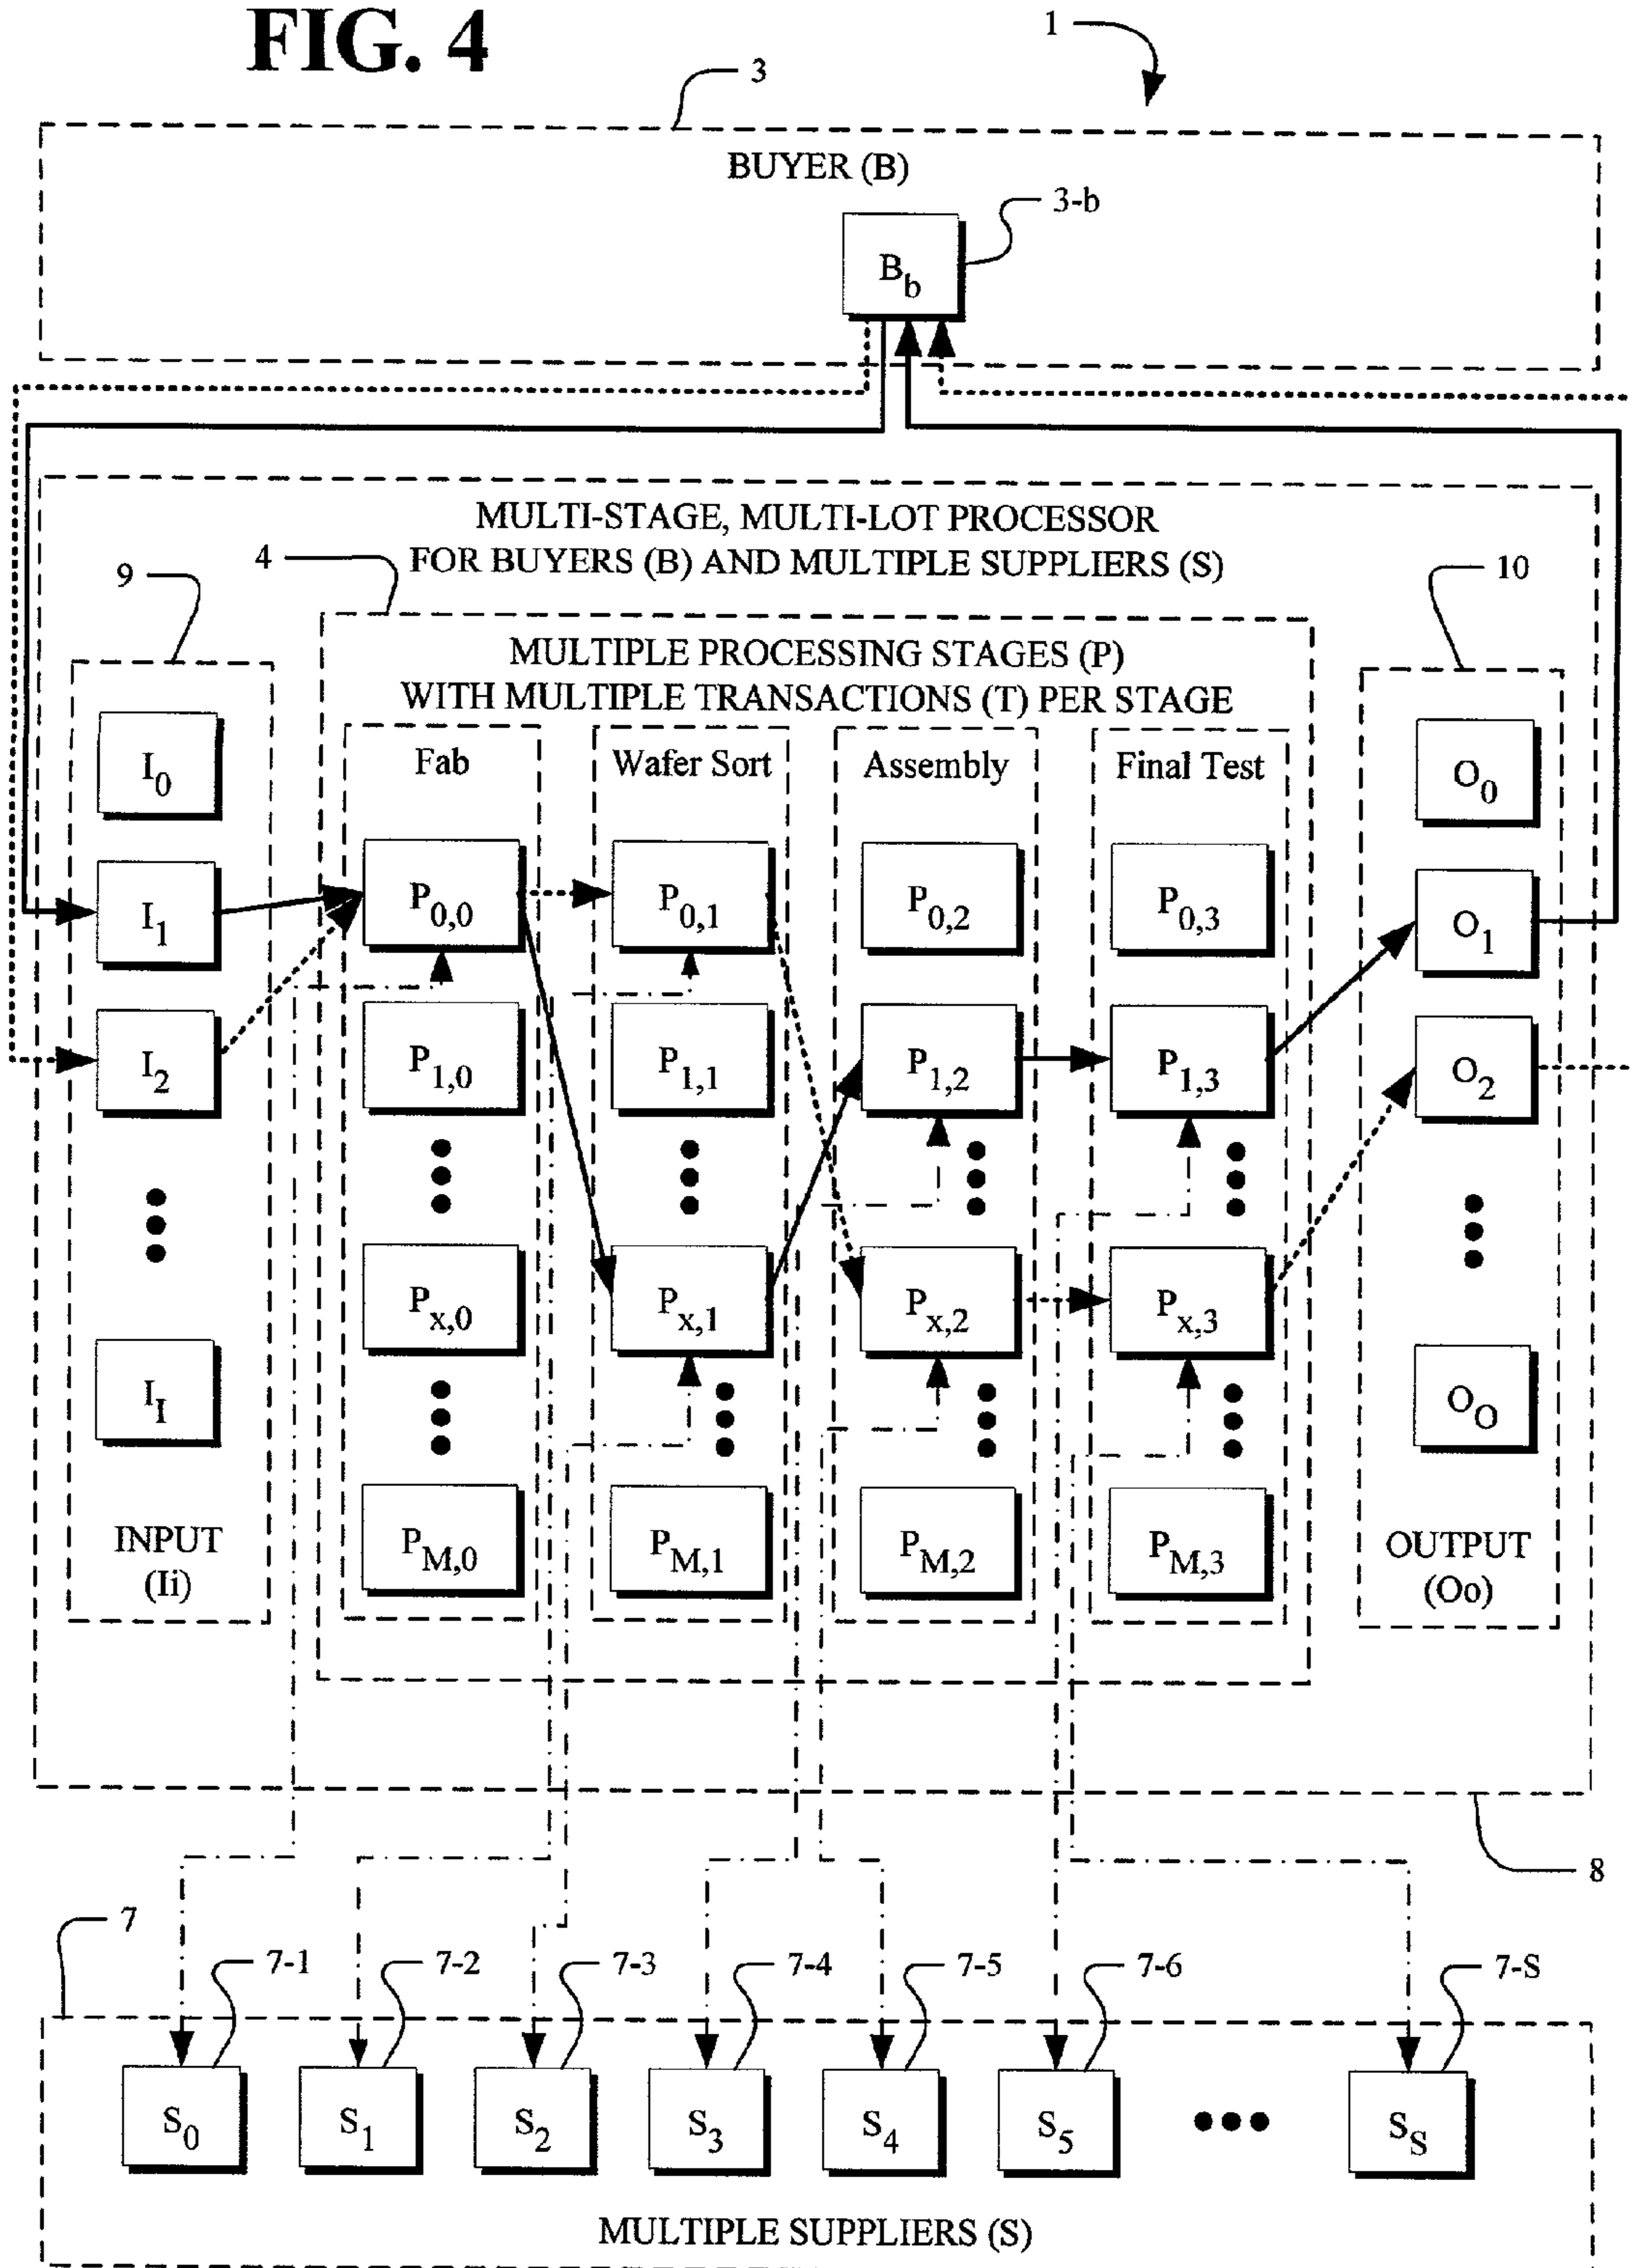 FIG. 4
1
3
BUYER (B)
3-b
B_b
MULTI-STAGE, MULTI-LOT PROCESSOR
FOR BUYERS (B) AND MULTIPLE SUPPLIERS (S)
9
4
10
MULTIPLE PROCESSING STAGES (P)
WITH MULTIPLE TRANSACTIONS (T) PER STAGE
Fab
Wafer Sort
Assembly
Final Test
I_0
O_0
P_0,0
P_0,1
P_0,2
P_0,3
I_1
O_1
I_2
P_1,0
P_1,1
P_1,2
P_1,3
O_2
P_x,0
P_x,1
P_x,2
P_x,3
I_I
O_O
P_M,0
P_M,1
P_M,2
P_M,3
INPUT
(Ii)
OUTPUT
(Oo)
8
7
7-1
7-2
7-3
7-4
7-5
7-6
7-S
S_0
S_1
S_2
S_3
S_4
S_5
S_S
MULTIPLE SUPPLIERS (S)